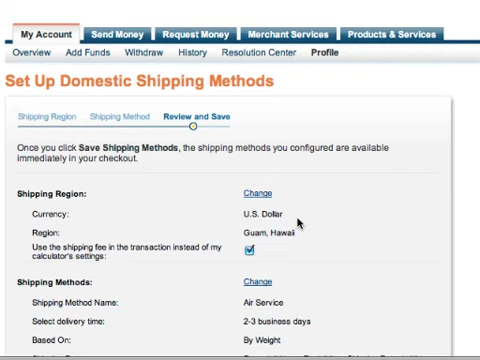 My Account Send Money Request Money Merchant Services Products & Services
Overview Add Funds Withdraw History Resolution Center Profile
Set Up Domestic Shipping Methods
Shipping Region Shipping Method Review and Save
Once you click Save Shipping Methods, the shipping methods you configured are available
immediately in your checkout.
Shipping Region: Change
Currency: U.S. Dollar
Region: Guam, Hawaii
Use the shipping fee in the transaction instead of my
calculator's settings:
Shipping Methods: Change
Shipping Method Name: Air Service
Select delivery time: 2-3 business days
Based On: By Weight